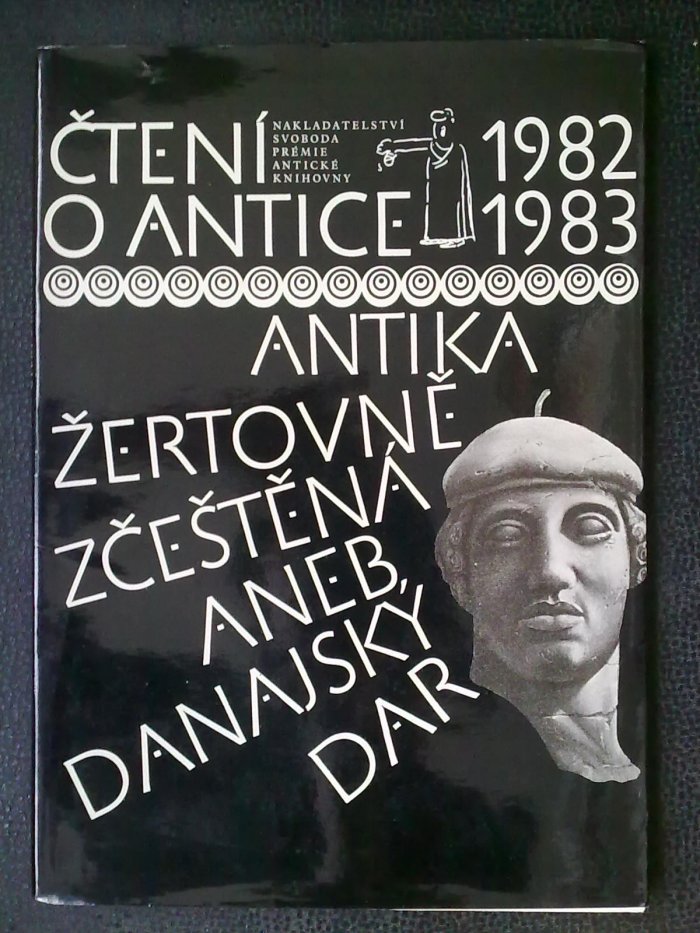 ČTENÍ
NAKLADATELSTVÍ
SVOBODA
PRÉMIE
ANTICKÉ
KNIHOVNY
1982
O ANTICE
1983
ANTIKA
ŽERTOVNĚ
ZČEŠTĚNÁ
ANEB
DANAJSKÝ
DAR